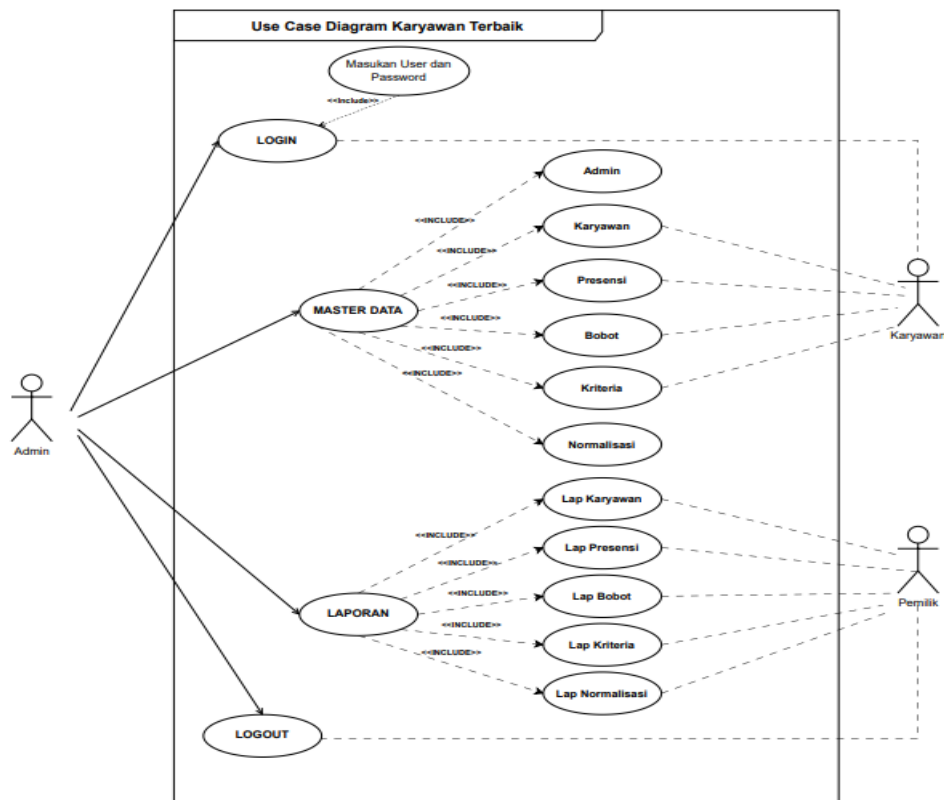 Use Case Diagram Karyawan Terbaik
Masukan User dan
Password
<<Include>>
LOGIN
Admin
<<INCLUDE>>
Karyawan
<<INCLUDE>>
Presensi
<<INCLUDE>>
MASTER DATA
<<INCLUDE>>
Bobot
Karyawan
<<INCLUDE>>
<<INCLUDE>>
Kriteria
Admin
Normalisasi
Lap Karyawan
<<INCLUDE>>
Lap Presensi
<<INCLUDE>>
<<INCLUDE>>
Lap Bobot
Pemilik
LAPORAN
<<INCLUDE>>
Lap Kriteria
<<INCLUDE>>
Lap Normalisasi
LOGOUT